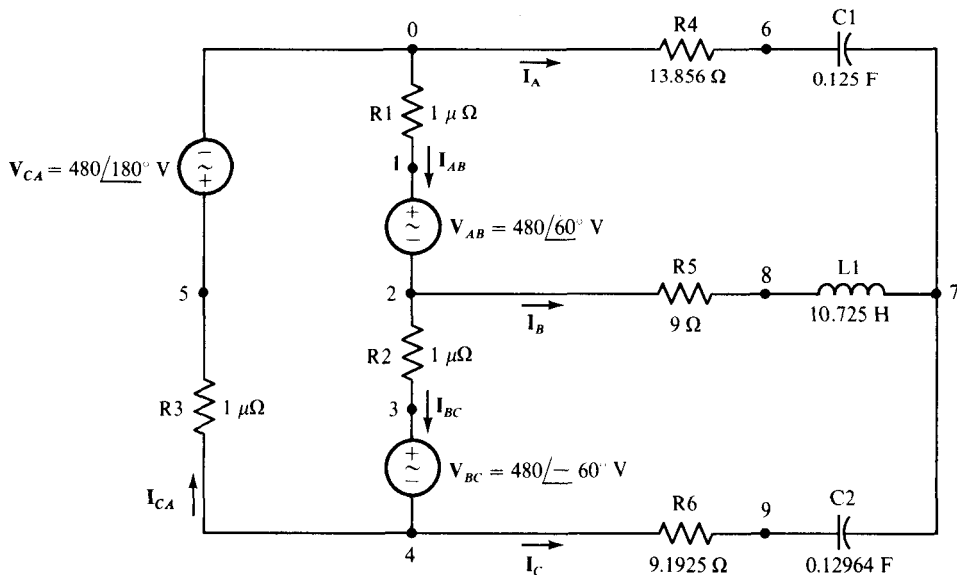 0
6
R4
C1
I_A
13.856 Ω
0.125 F
R1
1 μ Ω
V_CA = 480/180° V
−
~
+
1
I_AB
+
~
−
V_AB = 480/60° V
5
2
R5
8
L1
7
I_B
9 Ω
10.725 H
R2
1 μΩ
R3
1 μΩ
3
I_BC
+
~
−
V_BC = 480/− 60° V
I_CA
R6
9
C2
4
I_C
9.1925 Ω
0.12964 F